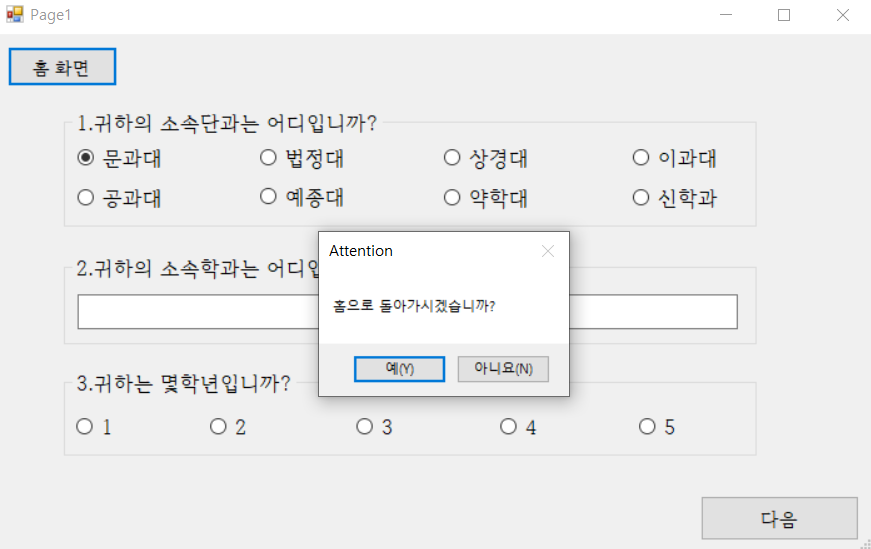 Page1
홈 화면
1.귀하의 소속단과는 어디입니까?
문과대 법정대 상경대 이과대
공과대 예종대 약학대 신학과
2.귀하의 소속학과는 어디입
Attention
홈으로 돌아가시겠습니까?
예(Y) 아니요(N)
3.귀하는 몇학년입니까?
1 2 3 4 5
다음